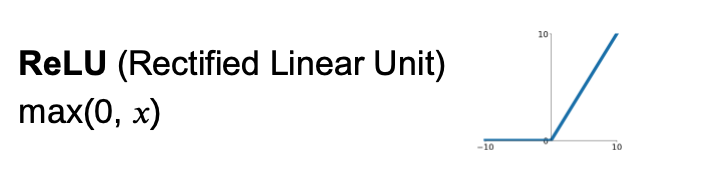 ReLU (Rectified Linear Unit)
max(0, x)
10
0
-10
10